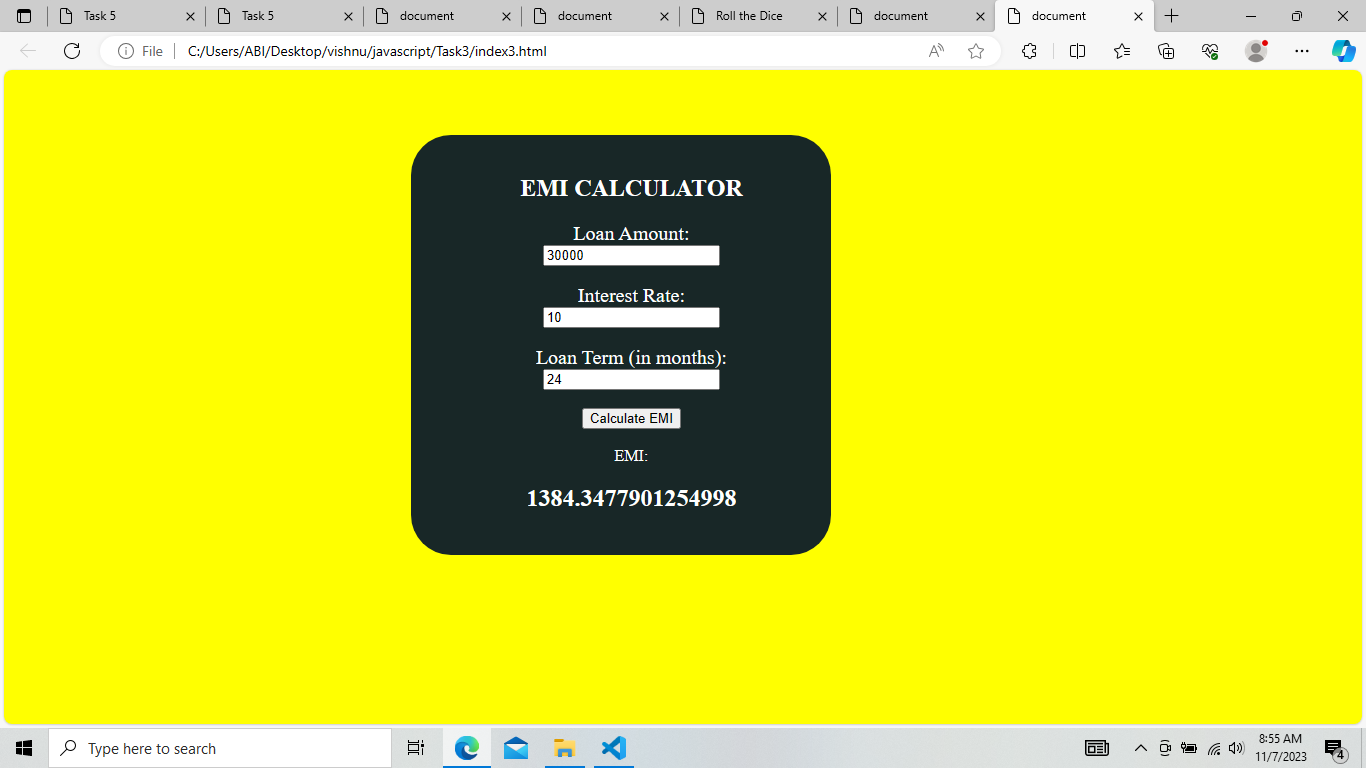 Task 5
Task 5
document
document
Roll the Dice
document
document
File
C:/Users/ABI/Desktop/vishnu/javascript/Task3/index3.html
EMI CALCULATOR
Loan Amount:
30000
Interest Rate:
10
Loan Term (in months):
24
Calculate EMI
EMI:
1384.3477901254998
Type here to search
8:55 AM
11/7/2023
4